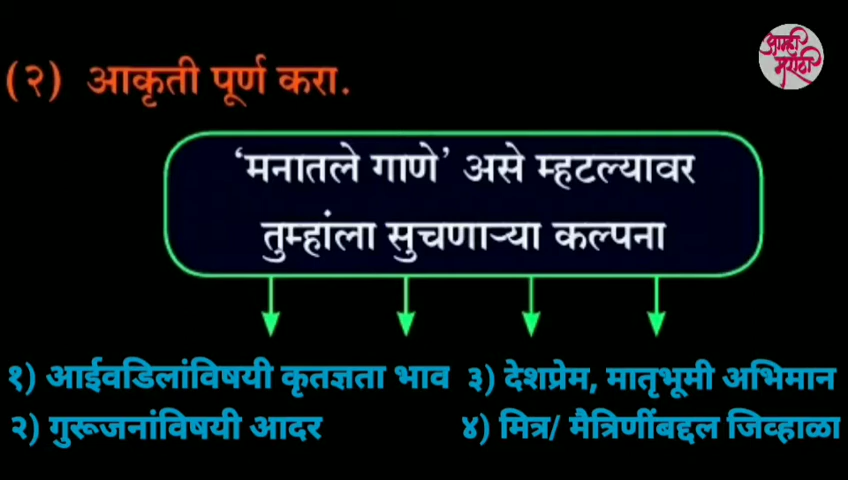 आम्ही
मराठी
(२) आकृती पूर्ण करा.
‘मनातले गाणे’ असे म्हटल्यावर
तुम्हांला सुचणाऱ्या कल्पना
१) आईवडिलांविषयी कृतज्ञता भाव
२) गुरूजनांविषयी आदर
३) देशप्रेम, मातृभूमी अभिमान
४) मित्र/ मैत्रिणींबद्दल जिव्हाळा